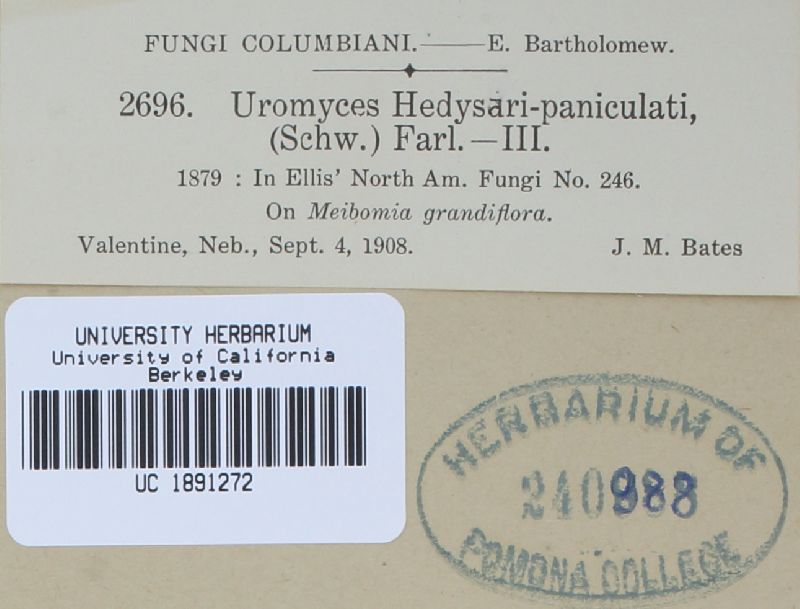 FUNGI COLUMBIANI.——E. Bartholomew.
2696. Uromyces Hedysari-paniculati,
(Schw.) Farl.—III.
1879 : In Ellis' North Am. Fungi No. 246.
On Meibomia grandiflora.
Valentine, Neb., Sept. 4, 1908. J. M. Bates
UNIVERSITY HERBARIUM
University of California
Berkeley
UC 1891272
HERBARIUM OF
240988
POMONA COLLEGE